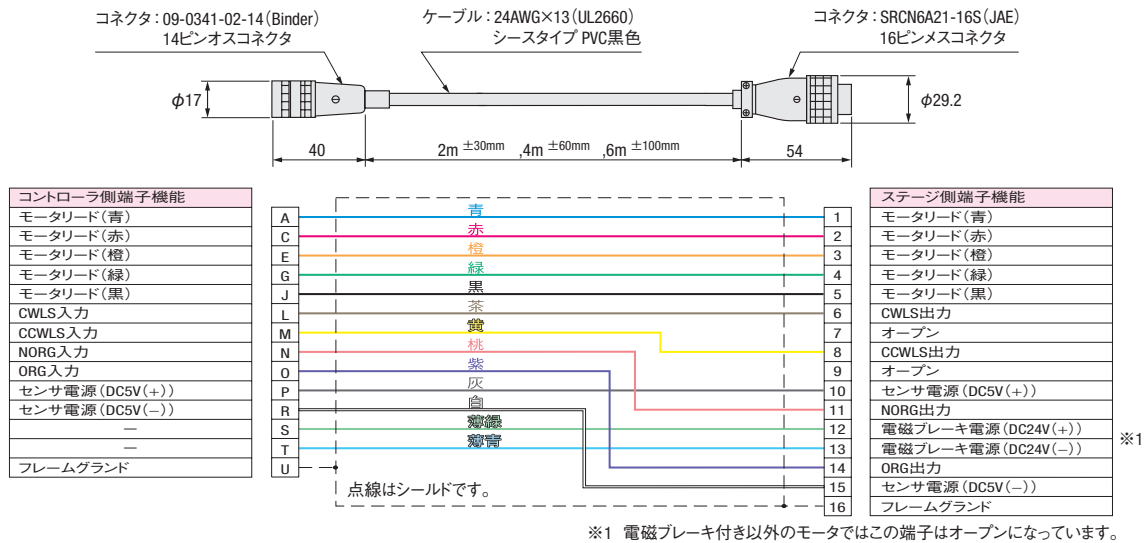 コネクタ：09-0341-02-14（Binder）
14ピンオスコネクタ
ケーブル：24AWG×13（UL2660）
シースタイプ PVC黒色
コネクタ：SRCN6A21-16S（JAE）
16ピンメスコネクタ
φ17
φ29.2
40
2m ±30mm ,4m ±60mm ,6m ±100mm
54
コントローラ側端子機能
モータリード（青）
モータリード（赤）
モータリード（橙）
モータリード（緑）
モータリード（黒）
CWLS入力
CCWLS入力
NORG入力
ORG入力
センサ電源（DC5V（+））
センサ電源（DC5V（−））
−
−
フレームグランド
A
C
E
G
J
L
M
N
O
P
R
S
T
U
青
赤
橙
緑
黒
茶
黄
桃
紫
灰
白
薄緑
薄青
点線はシールドです。
1
2
3
4
5
6
7
8
9
10
11
12
13
14
15
16
ステージ側端子機能
モータリード（青）
モータリード（赤）
モータリード（橙）
モータリード（緑）
モータリード（黒）
CWLS出力
オープン
CCWLS出力
オープン
センサ電源（DC5V（+））
NORG出力
電磁ブレーキ電源（DC24V（+））
電磁ブレーキ電源（DC24V（−））
ORG出力
センサ電源（DC5V（−））
フレームグランド
※1
※1 電磁ブレーキ付き以外のモータではこの端子はオープンになっています。